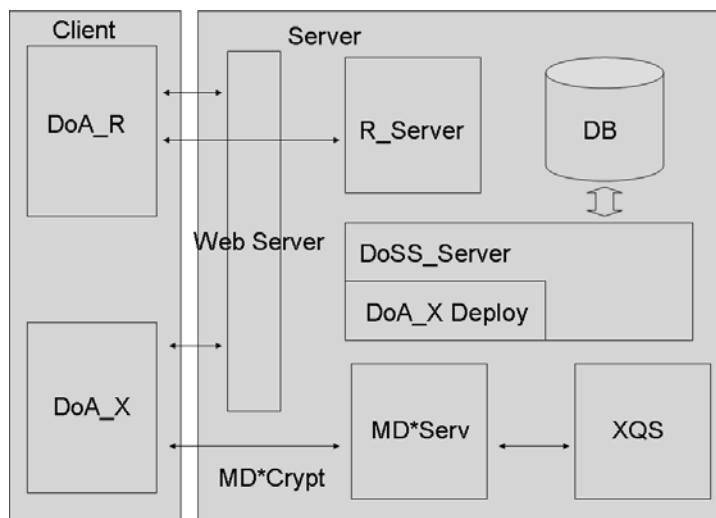 Client
Server
DoA_R
R_Server
DB
Web Server
DoSS_Server
DoA_X Deploy
DoA_X
MD*Serv
XQS
MD*Crypt